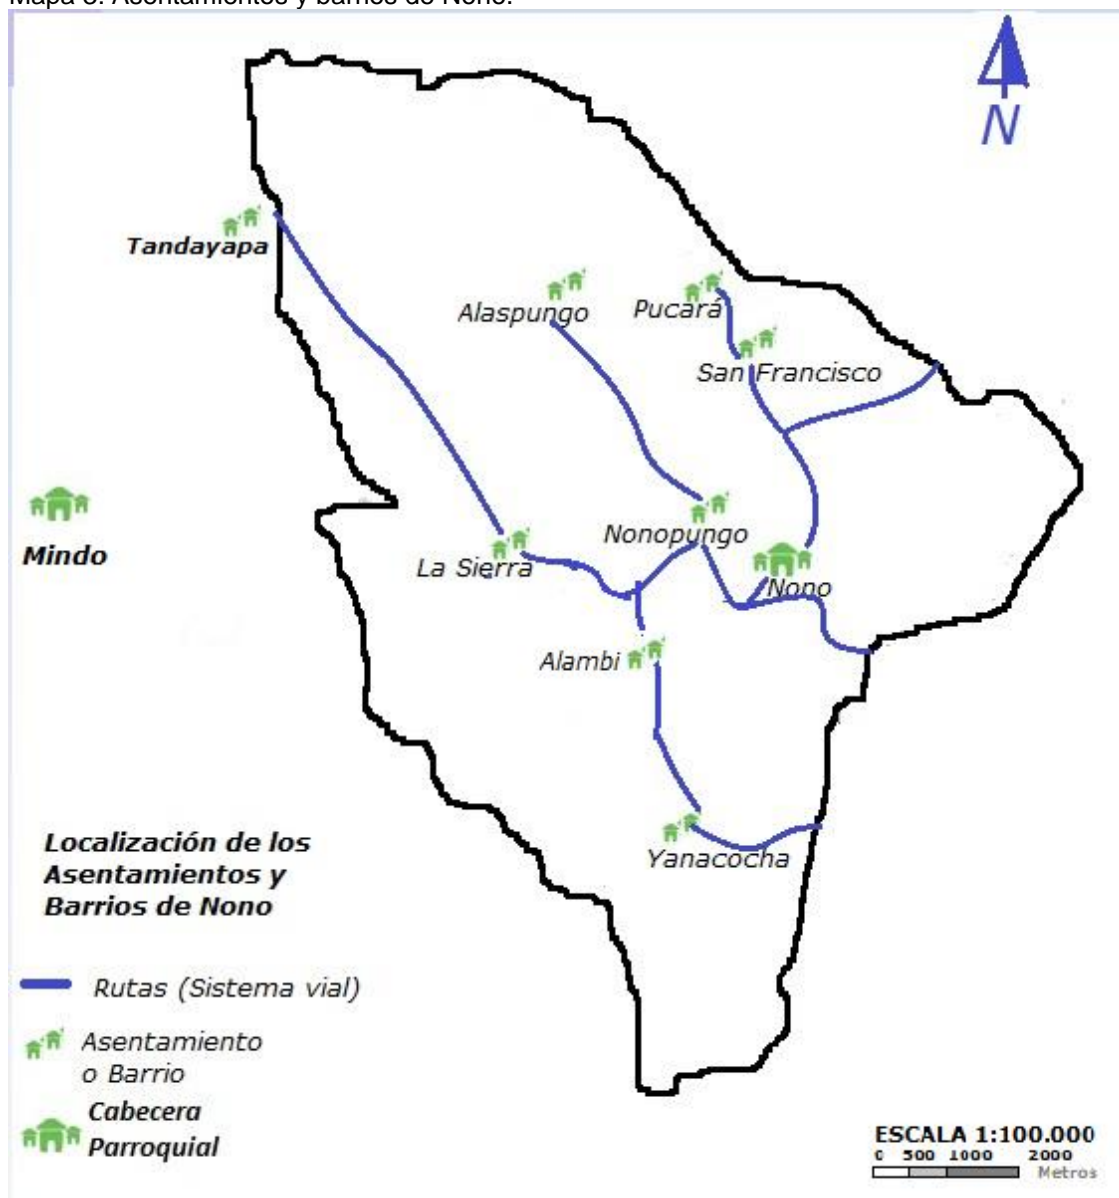 Mapa 3. Asentamientos y barrios de Nono.
N
Tandayapa
Alaspungo
Pucará
San Francisco
Mindo
Nonopungo
La Sierra
Nono
Alambi
Yanacocha
Localización de los
Asentamientos y
Barrios de Nono
Rutas (Sistema vial)
Asentamiento
o Barrio
Cabecera
Parroquial
ESCALA 1:100.000
0 500 1000 2000
Metros